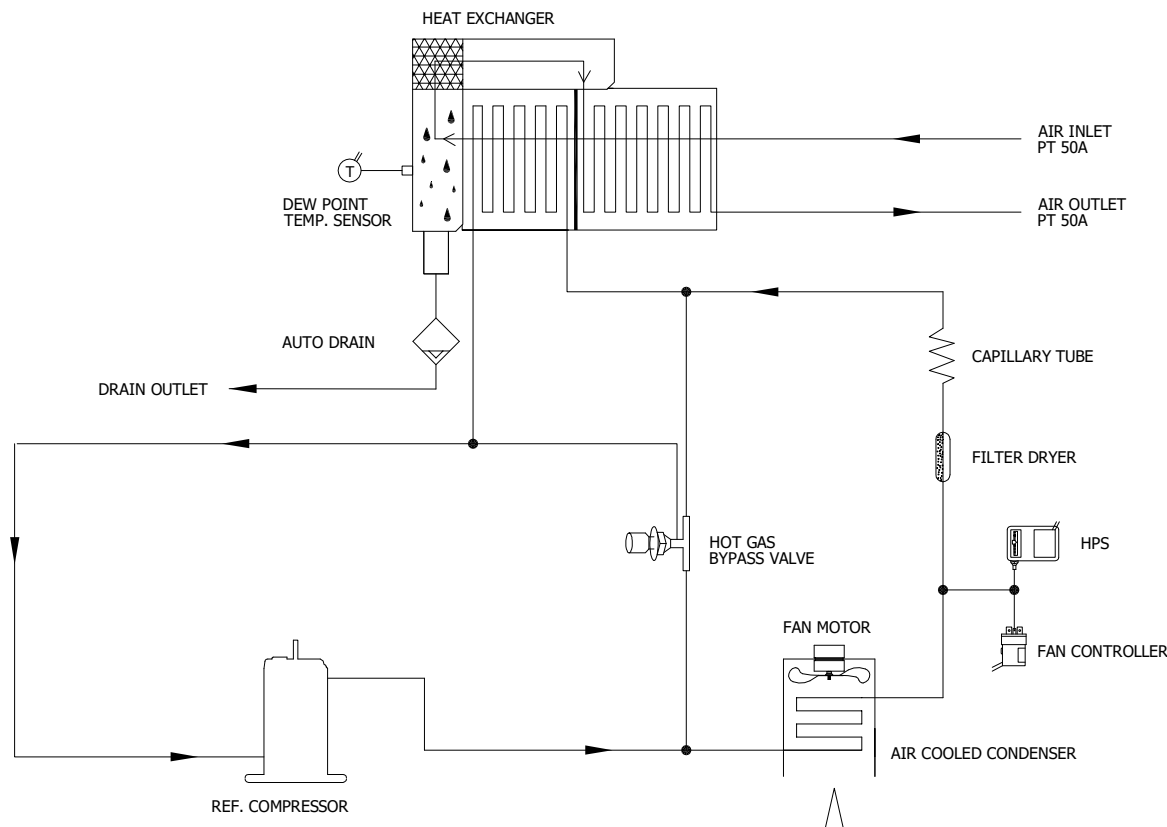 HEAT EXCHANGER
AIR INLET
PT 50A
T
DEW POINT
TEMP. SENSOR
AIR OUTLET
PT 50A
AUTO DRAIN
CAPILLARY TUBE
DRAIN OUTLET
FILTER DRYER
HOT GAS
BYPASS VALVE
HPS
FAN MOTOR
FAN CONTROLLER
AIR COOLED CONDENSER
REF. COMPRESSOR